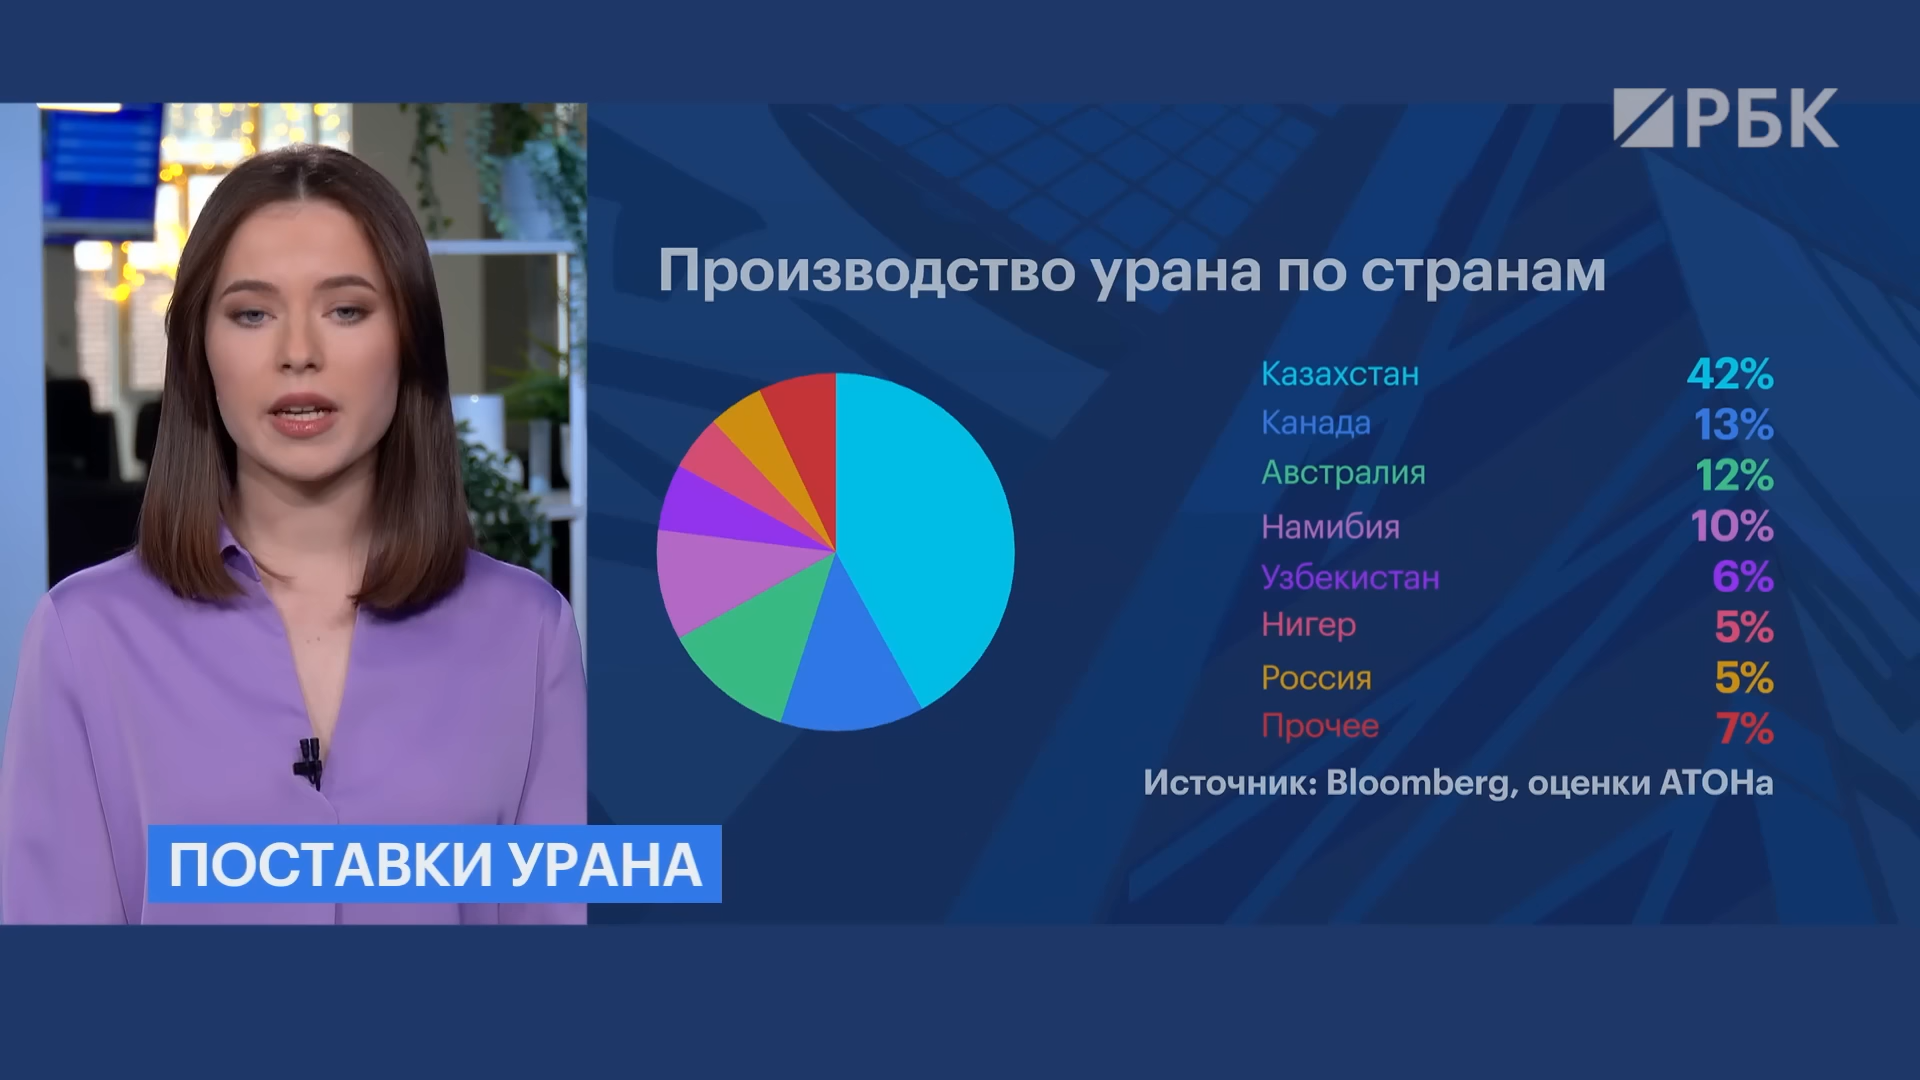 РБК
Производство урана по странам
Казахстан 42%
Канада 13%
Австралия 12%
Намибия 10%
Узбекистан 6%
Нигер 5%
Россия 5%
Прочее 7%
Источник: Bloomberg, оценки АТОНа
ПОСТАВКИ УРАНА